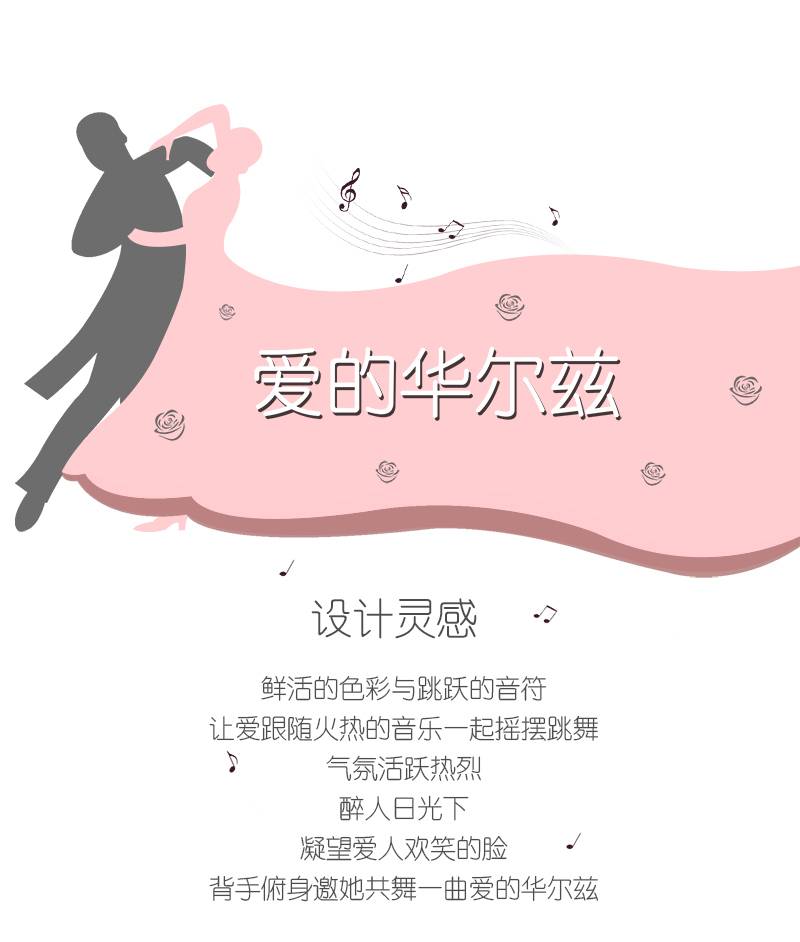 爱的华尔兹
设计灵感
鲜活的色彩与跳跃的音符
让爱跟随火热的音乐一起摇摆跳舞
气氛活跃热烈
醉人日光下
凝望爱人欢笑的脸
背手俯身邀她共舞一曲爱的华尔兹